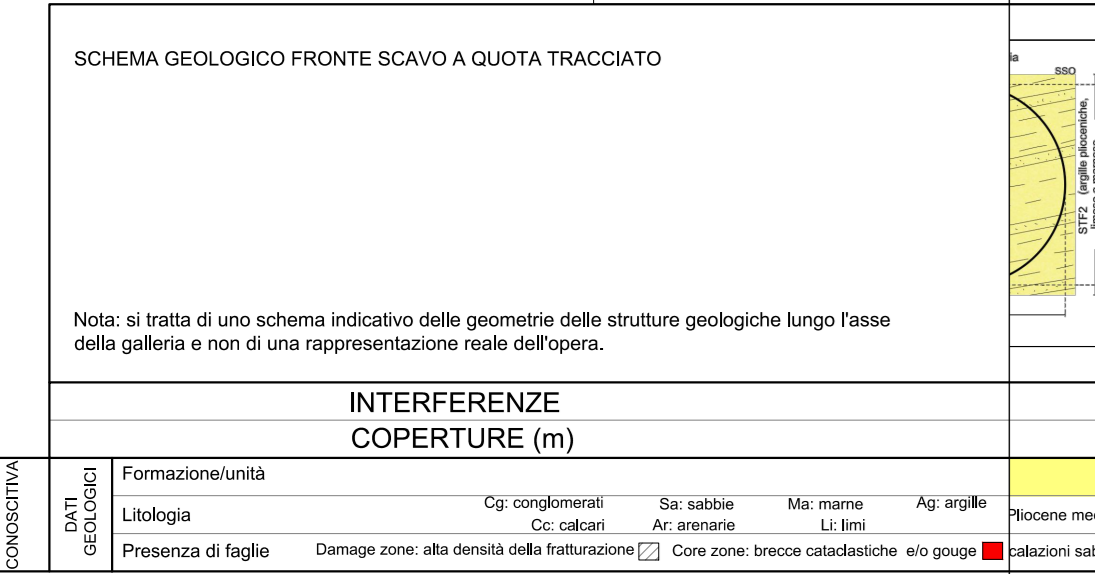 SCHEMA GEOLOGICO FRONTE SCAVO A QUOTA TRACCIATO
SSO
STF2 (argille plioceniche,
Nota: si tratta di uno schema indicativo delle geometrie delle strutture geologiche lungo l'asse
della galleria e non di una rappresentazione reale dell'opera.
INTERFERENZE
COPERTURE (m)
CONOSCITIVA
DATI
GEOLOGICI
Formazione/unità
Litologia
Cg: conglomerati Sa: sabbie Ma: marne Ag: argille
Cc: calcari Ar: arenarie Li: limi
Pliocene
Presenza di faglie Damage zone: alta densità della fratturazione Core zone: brecce cataclastiche e/o gouge